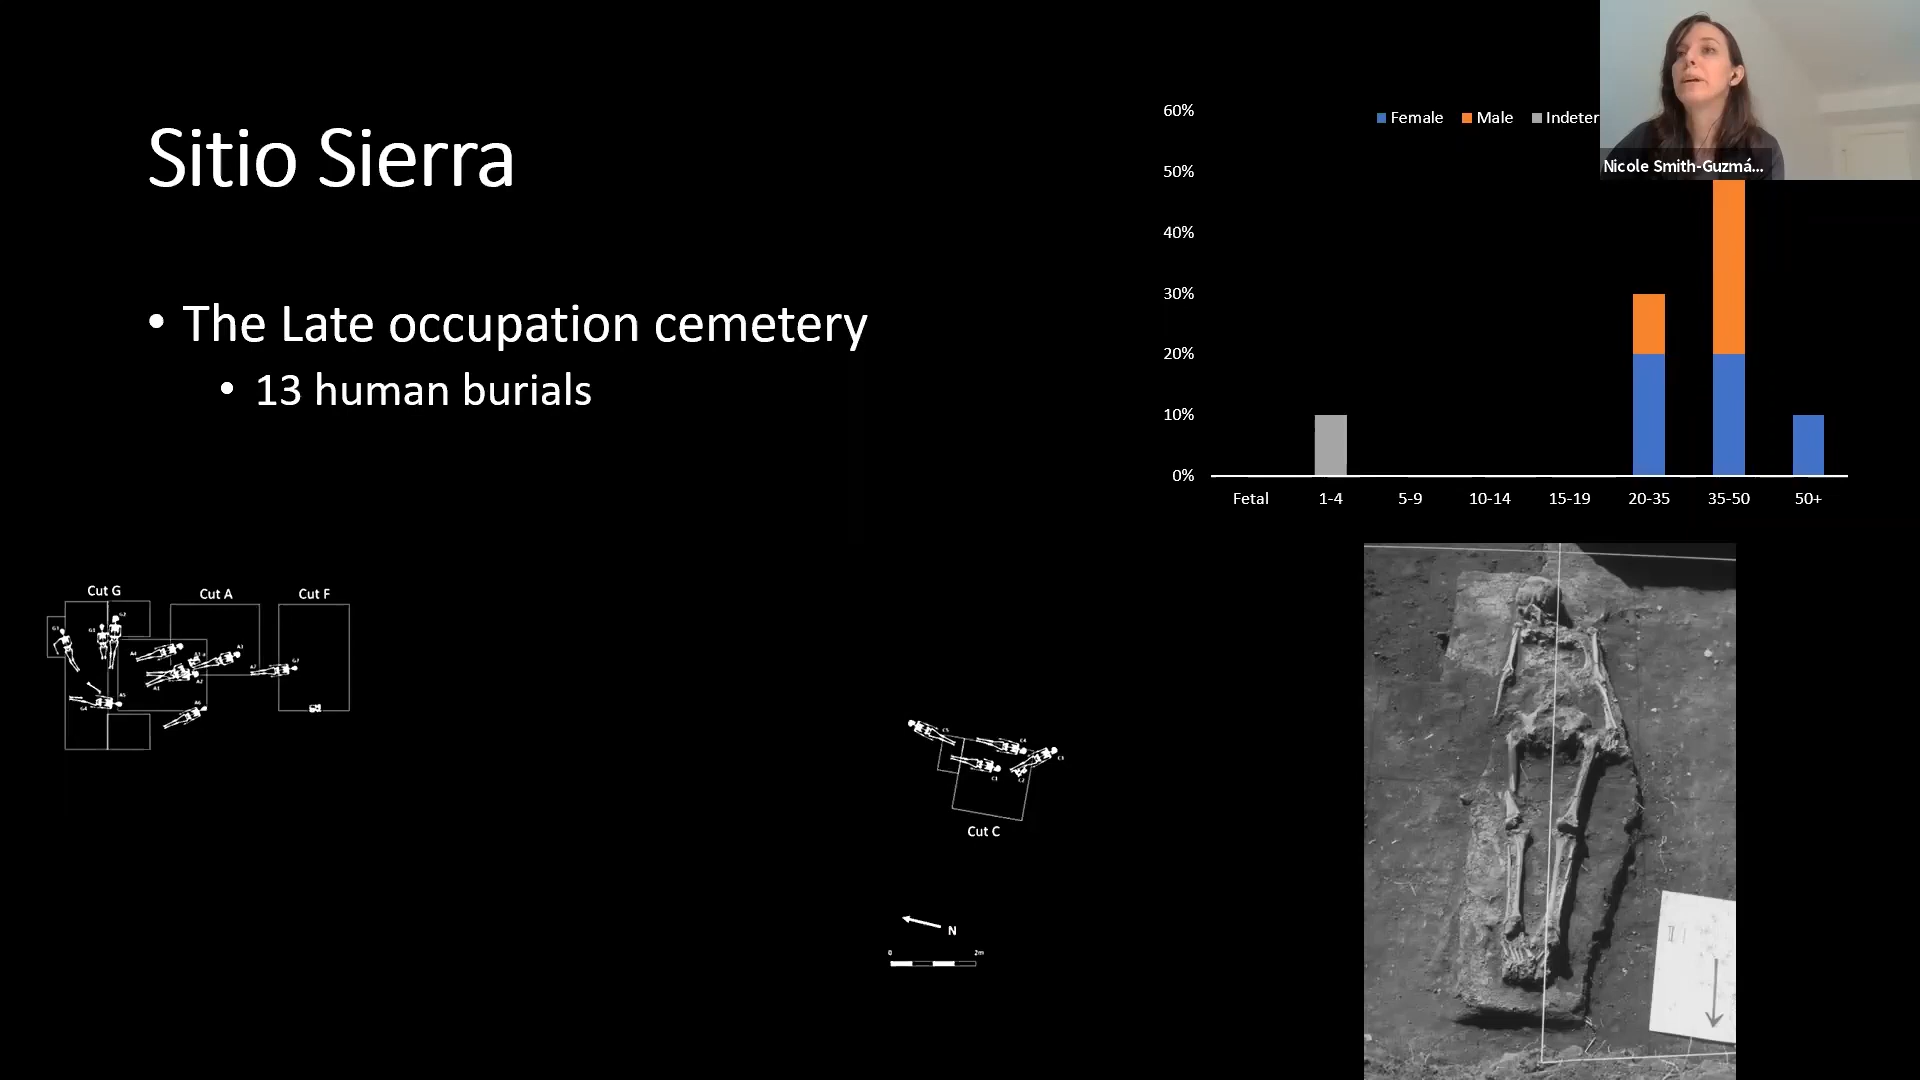 Sitio Sierra
• The Late occupation cemetery
• 13 human burials
Female Male Indeter
60%
50%
40%
30%
20%
10%
0%
Fetal 1-4 5-9 10-14 15-19 20-35 35-50 50+
Nicole Smith-Guzmá...
Cut G Cut A Cut F
Cut C
N
0 2m